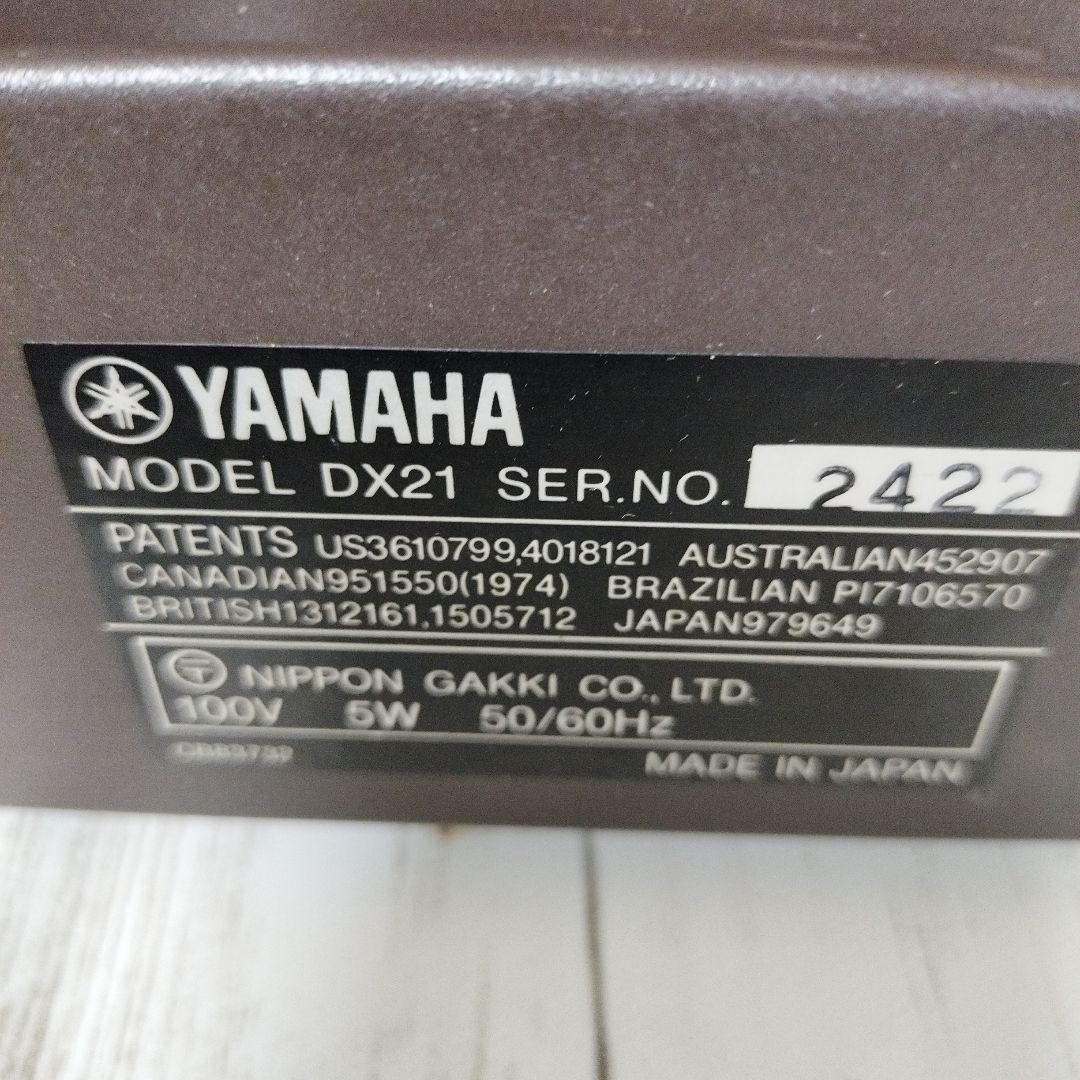 YAMAHA
MODEL DX21 SER.NO. 2422
PATENTS US3610799,4018121 AUSTRALIAN452907
CANADIAN951550(1974) BRAZILIAN PI7106570
BRITISH1312161,1505712 JAPAN979649
NIPPON GAKKI CO., LTD.
100V 5W 50/60Hz
MADE IN JAPAN